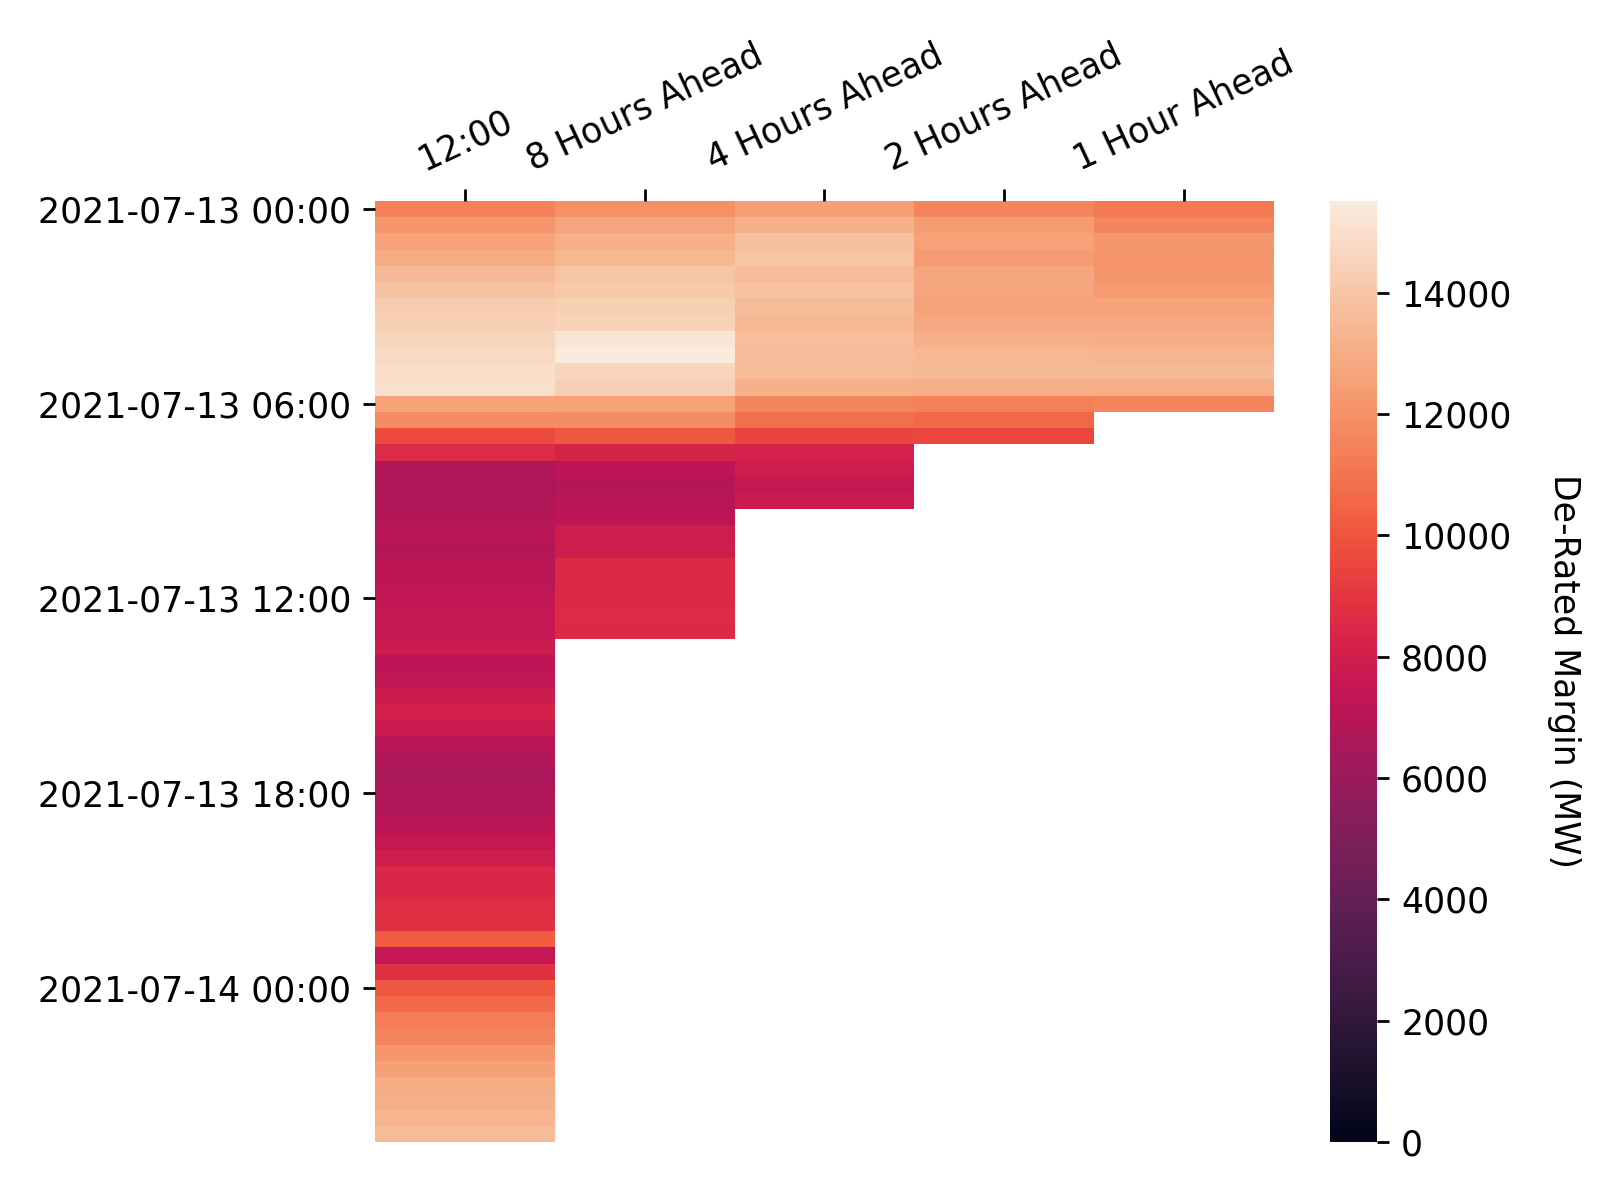 12:00
8 Hours Ahead
4 Hours Ahead
2 Hours Ahead
1 Hour Ahead
2021-07-13 00:00
2021-07-13 06:00
2021-07-13 12:00
2021-07-13 18:00
2021-07-14 00:00
14000
12000
10000
8000
6000
4000
2000
0
De-Rated Margin (MW)